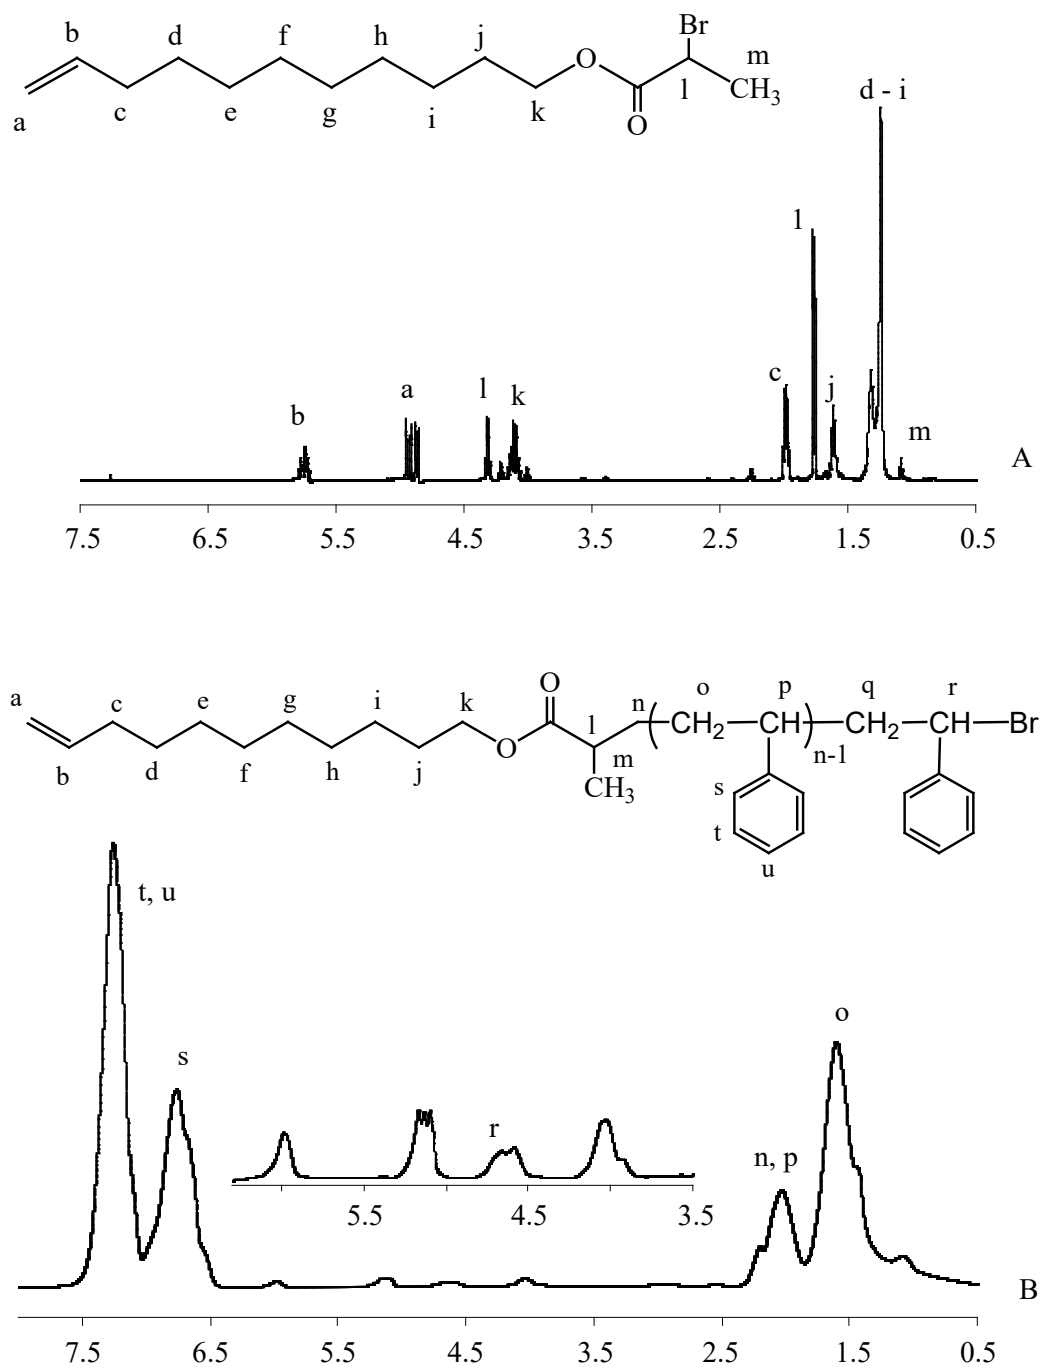 b d f h j Br m
O
a c e g i k O l CH3
d - i
l
b a l k c j m
A
7.5 6.5 5.5 4.5 3.5 2.5 1.5 0.5
a c e g i k O l n o p q r
b d f h j O m CH3 CH2 CH n-1 CH2 CH Br
s
t
u
t, u
s
o
r
n, p
5.5 4.5 3.5
B
7.5 6.5 5.5 4.5 3.5 2.5 1.5 0.5